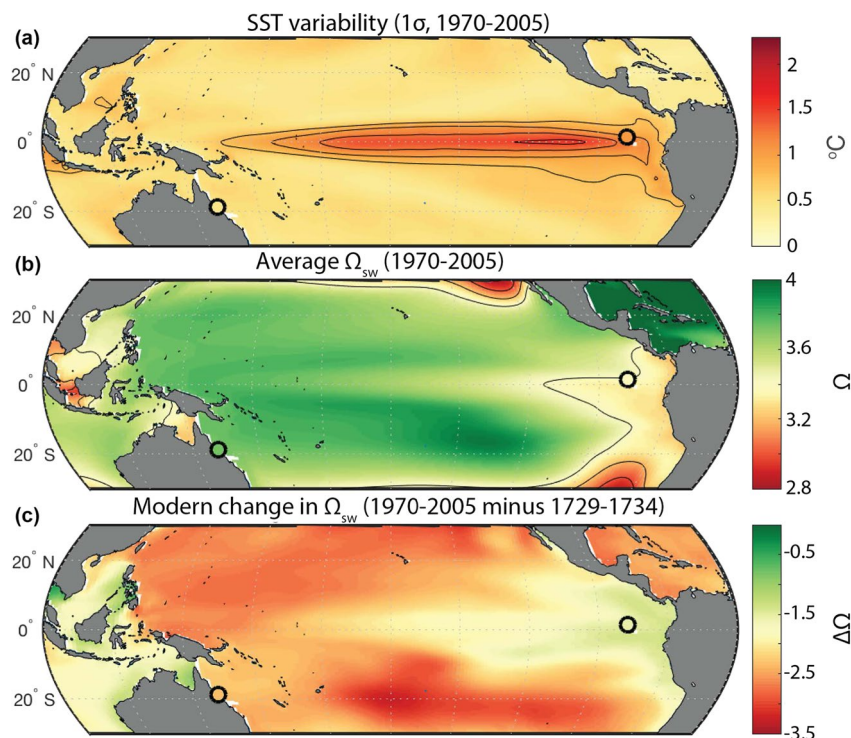 SST variability (1σ, 1970-2005)
(a)
20° N
0°
20° S
2
1.5
1
0.5
0
°C
Average Ωsw (1970-2005)
(b)
20° N
0°
20° S
4
3.6
3.2
2.8
Ω
Modern change in Ωsw (1970-2005 minus 1729-1734)
(c)
20° N
0°
20° S
-0.5
-1.5
-2.5
-3.5
ΔΩ